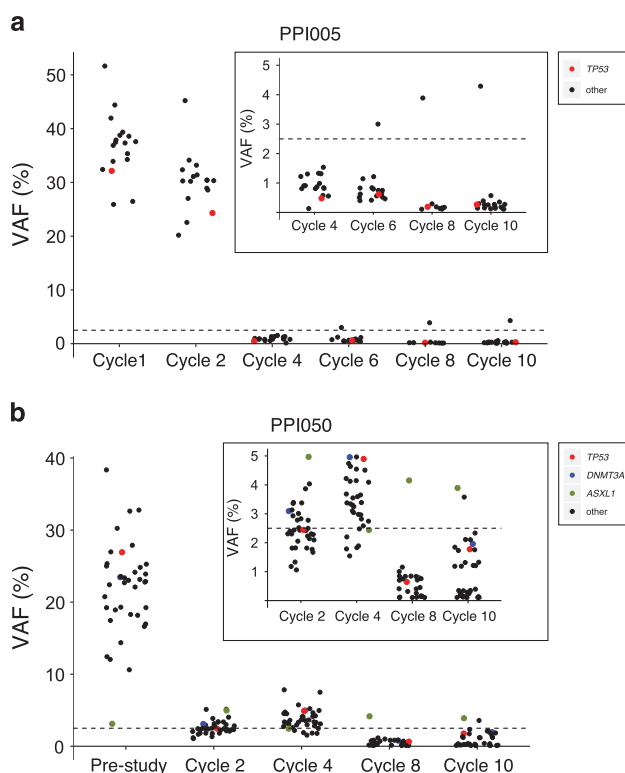 a
PPI005
VAF (%)
50
40
30
20
10
0
Cycle1 Cycle 2 Cycle 4 Cycle 6 Cycle 8 Cycle 10
VAF (%)
5
4
3
2
1
Cycle 4 Cycle 6 Cycle 8 Cycle 10
TP53
other
b
PPI050
VAF (%)
40
30
20
10
0
Pre-study Cycle 2 Cycle 4 Cycle 8 Cycle 10
VAF (%)
5
4
3
2
1
Cycle 2 Cycle 4 Cycle 8 Cycle 10
TP53
DNMT3A
ASXL1
other